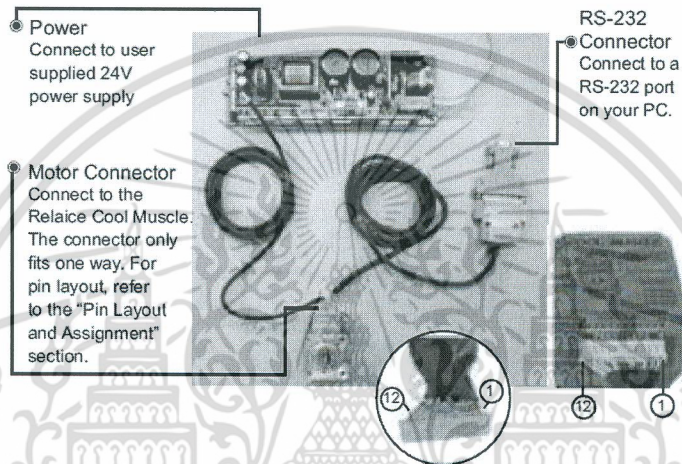 Power
Connect to user
supplied 24V
power supply
Motor Connector
Connect to the
Relaice Cool Muscle.
The connector only
fits one way. For
pin layout, refer
to the "Pin Layout
and Assignment"
section.
RS-232
Connector
Connect to a
RS-232 port
on your PC.
12
1
12
1